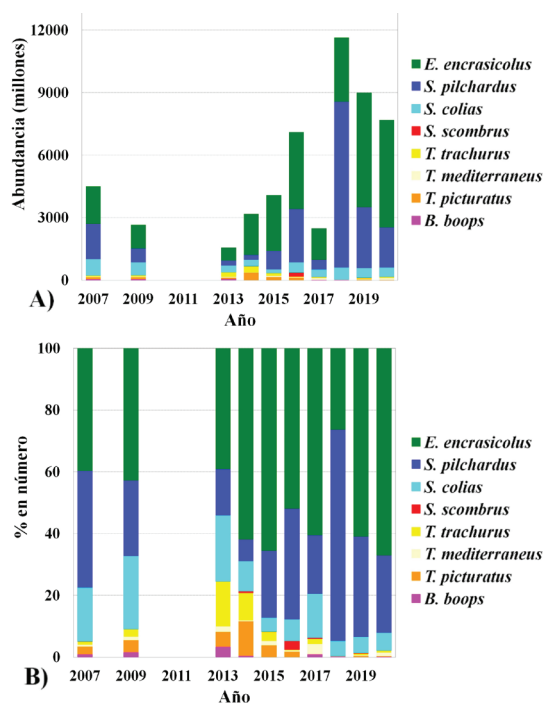 12000
9000
6000
3000
0
Abundancia (millones)
2007 2009 2011 2013 2015 2017 2019
Año
A)
E. encrasicolus
S. pilchardus
S. colias
S. scombrus
T. trachurus
T. mediterraneus
T. picturatus
B. boops
100
80
60
40
20
0
% en número
2007 2009 2011 2013 2015 2017 2019
Año
B)
E. encrasicolus
S. pilchardus
S. colias
S. scombrus
T. trachurus
T. mediterraneus
T. picturatus
B. boops